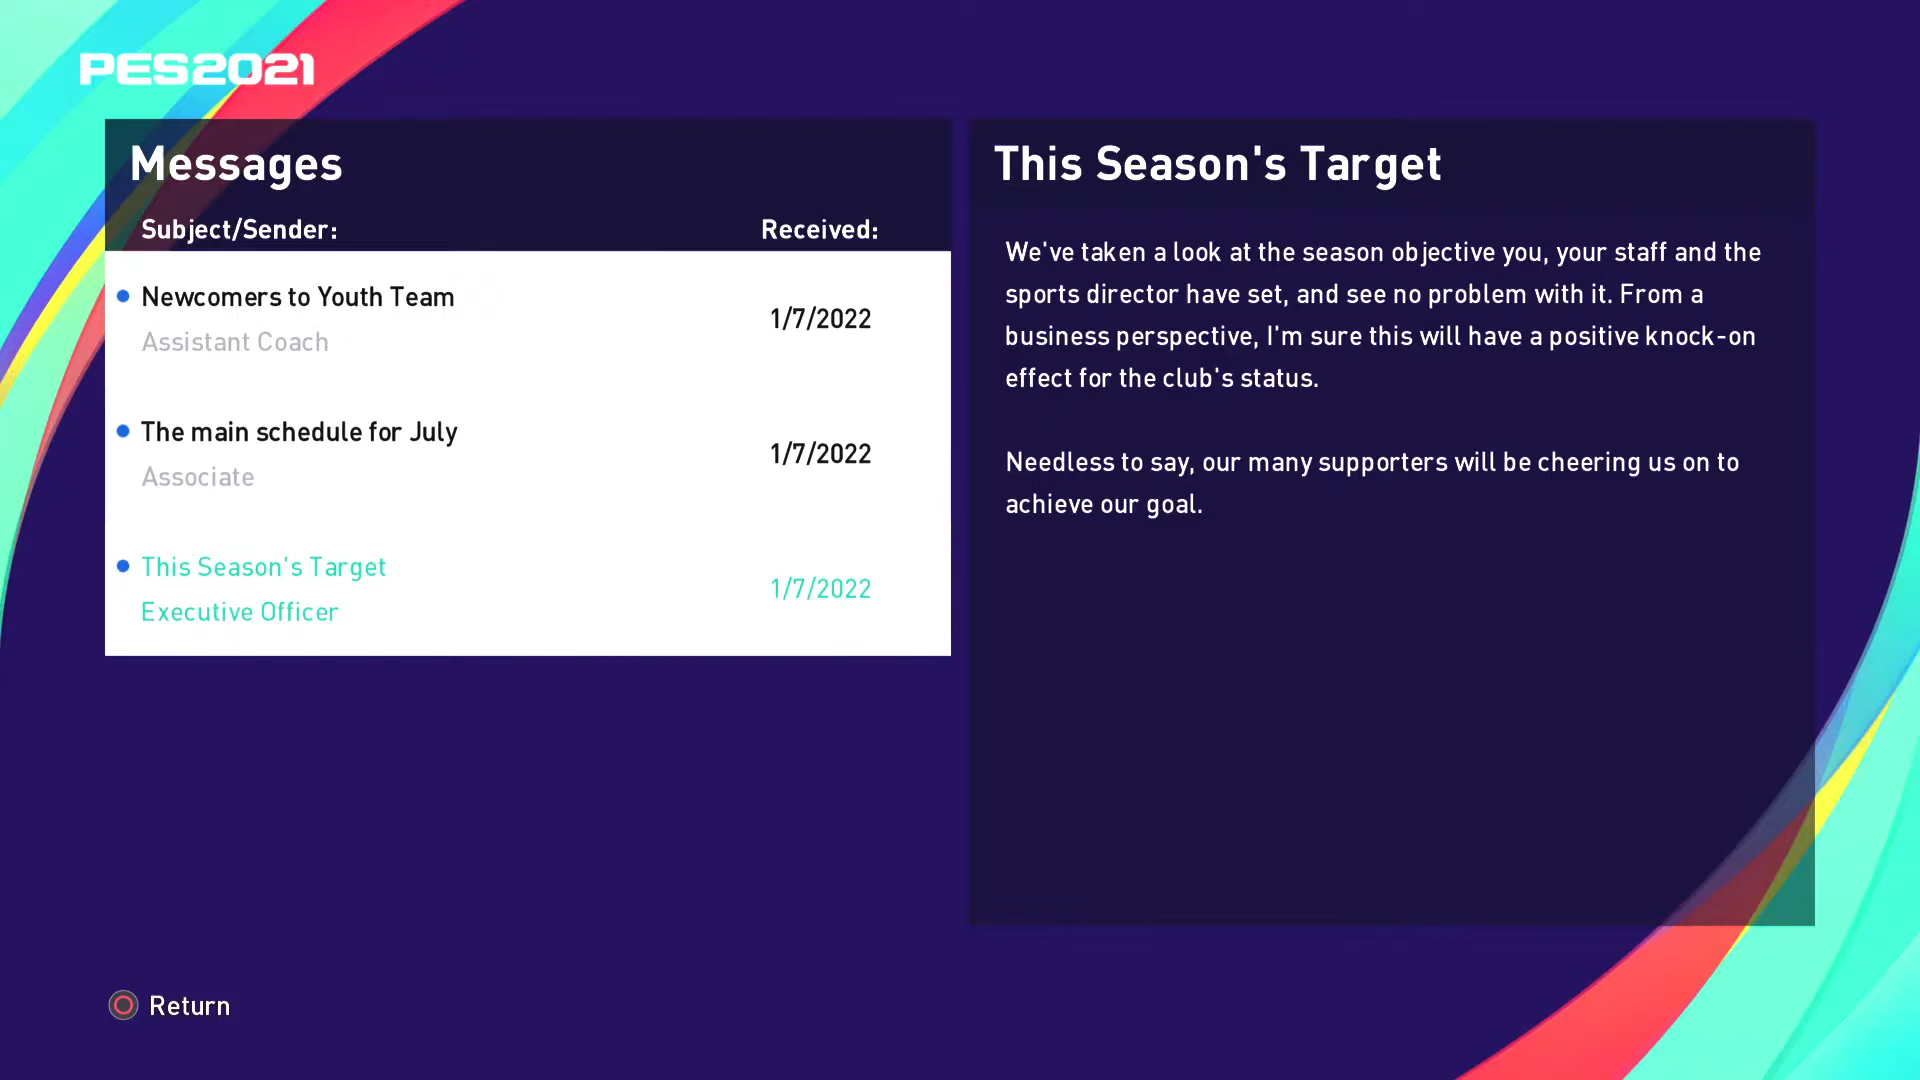 PES2021
Messages
Subject/Sender: Received:
Newcomers to Youth Team
Assistant Coach
1/7/2022
The main schedule for July
Associate
1/7/2022
This Season's Target
Executive Officer
1/7/2022
This Season's Target
We've taken a look at the season objective you, your staff and the
sports director have set, and see no problem with it. From a
business perspective, I'm sure this will have a positive knock-on
effect for the club's status.
Needless to say, our many supporters will be cheering us on to
achieve our goal.
Return